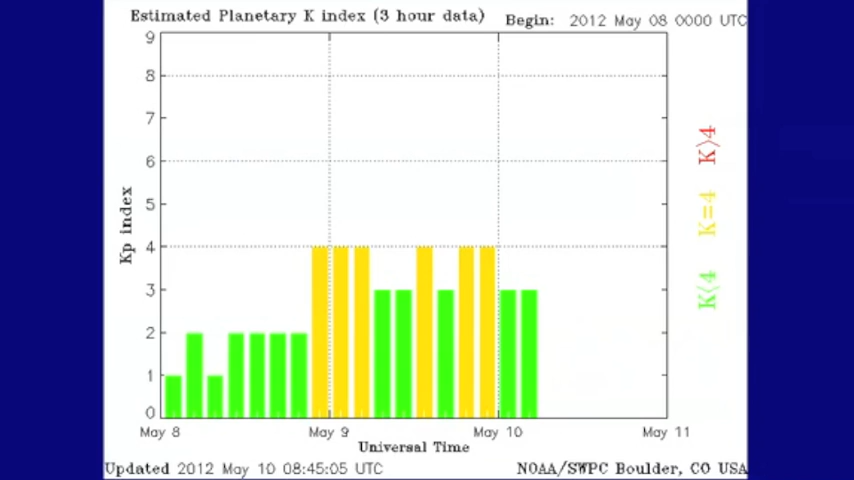 Estimated Planetary K index (3 hour data)
Begin: 2012 May 08 0000 UTC
9
8
7
6
5
4
3
2
1
0
Kp index
May 8
May 9
May 10
May 11
Universal Time
K>4
K=4
K<4
Updated 2012 May 10 08:45:05 UTC
NOAA/SWPC Boulder, CO USA